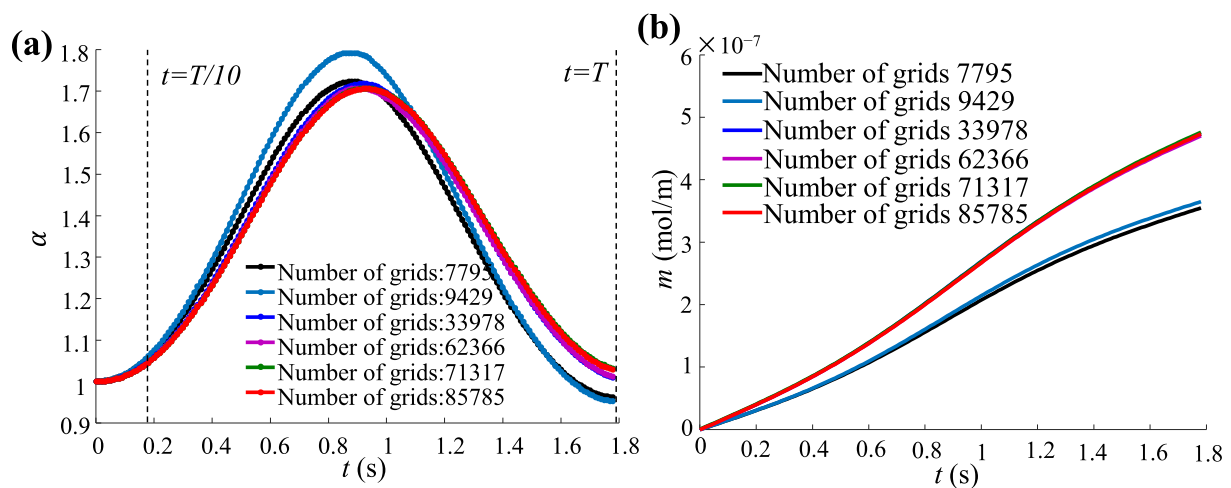 (a)
α
1.8
1.7
1.6
1.5
1.4
1.3
1.2
1.1
1
0.9
t=T/10
t=T
Number of grids:7795
Number of grids:9429
Number of grids:33978
Number of grids:62366
Number of grids:71317
Number of grids:85785
0 0.2 0.4 0.6 0.8 1 1.2 1.4 1.6 1.8
t (s)
(b)
×10⁻⁷
m (mol/m)
6
5
4
3
2
1
0
Number of grids 7795
Number of grids 9429
Number of grids 33978
Number of grids 62366
Number of grids 71317
Number of grids 85785
0 0.2 0.4 0.6 0.8 1 1.2 1.4 1.6 1.8
t (s)